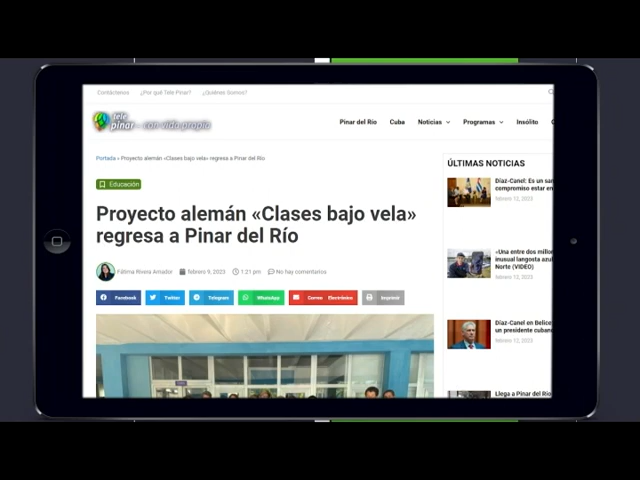 Contáctenos ¿Por qué Tele Pinar? ¿Quiénes Somos?
tele pinar... con vida propia
Pinar del Río Cuba Noticias Programas Insólito
Portada » Proyecto alemán «Clases bajo vela» regresa a Pinar del Río
Educación
Proyecto alemán «Clases bajo vela»
regresa a Pinar del Río
Fátima Rivera Amador febrero 9, 2023 1:21 pm No hay comentarios
Facebook Twitter Telegram WhatsApp Correo Electrónico Imprimir
ÚLTIMAS NOTICIAS
Díaz-Canel: Es un
compromiso estar en
febrero 12, 2023
«Una entre dos
inusual langosta
Norte (VIDEO)
febrero 12, 2023
Díaz-Canel en Belice
un presidente
febrero 12, 2023
Llega a Pinar del Río